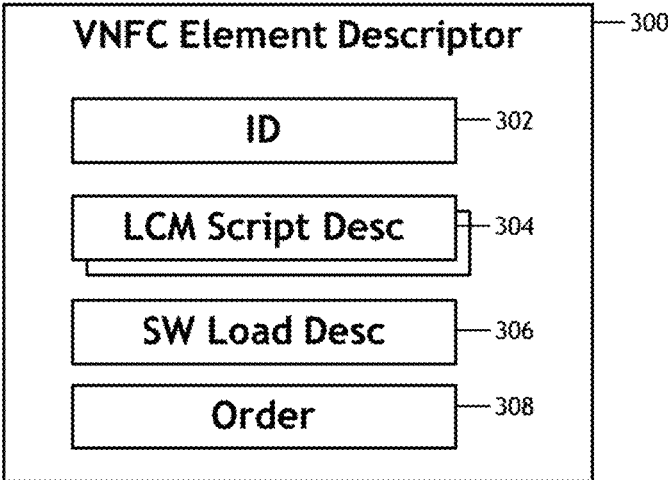 VNFC Element Descriptor
300
ID
302
LCM Script Desc
304
SW Load Desc
306
Order
308